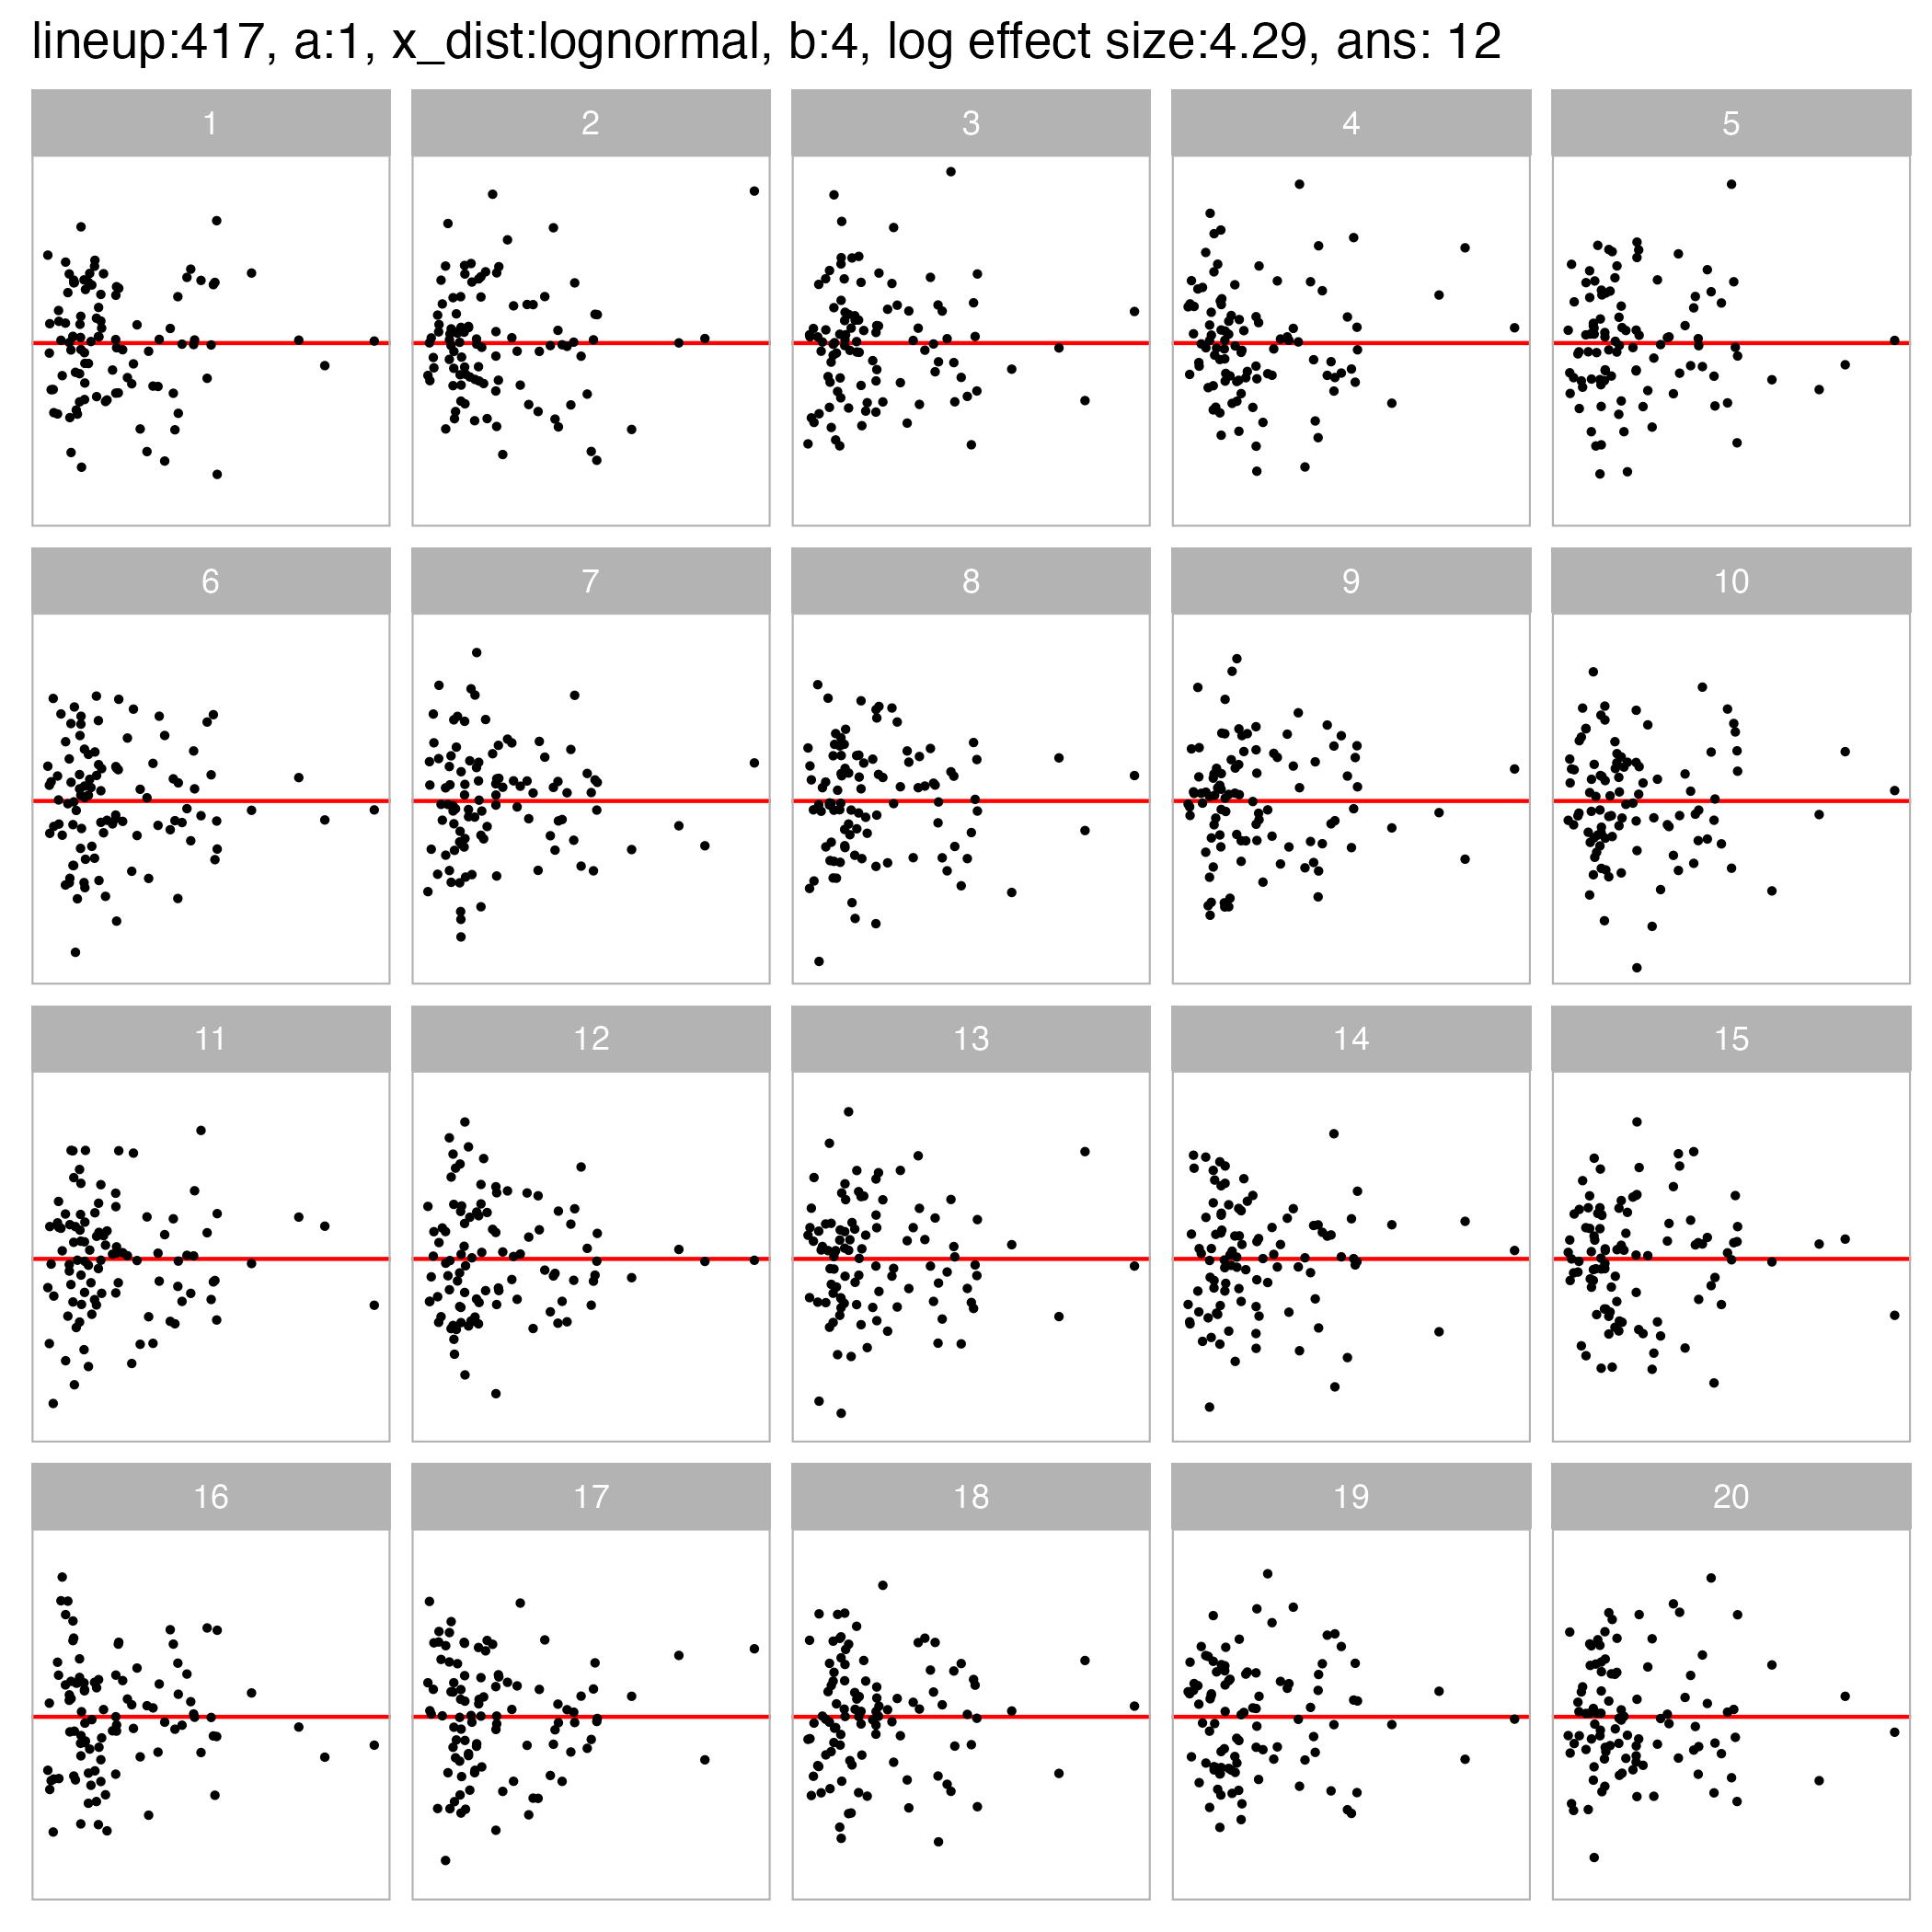 lineup:417, a:1, x_dist:lognormal, b:4, log effect size:4.29, ans: 12
1 2 3 4 5
6 7 8 9 10
11 12 13 14 15
16 17 18 19 20